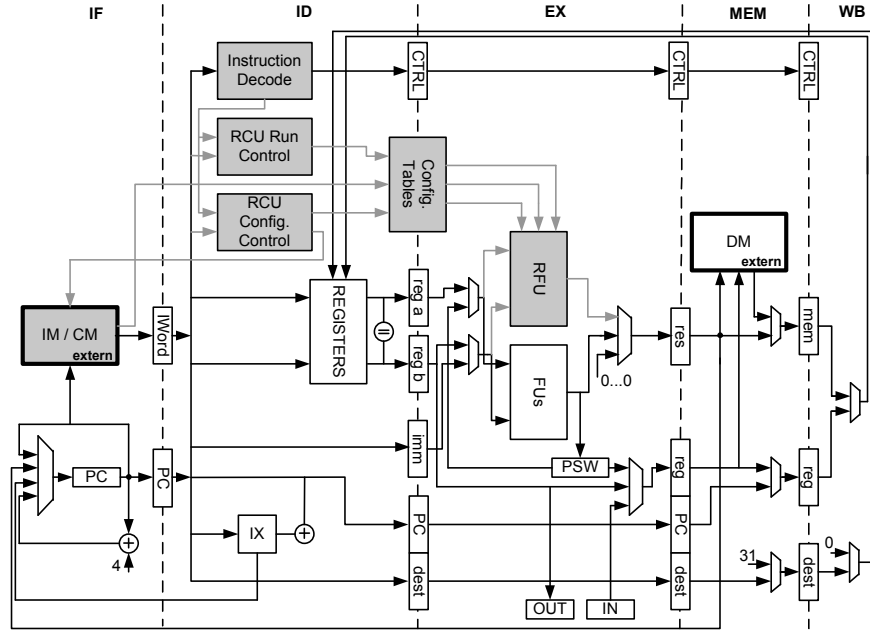 IF
ID
EX
MEM
WB
Instruction
Decode
CTRL
CTRL
CTRL
RCU Run
Control
Config.
Tables
RCU
Config.
Control
DM
extern
RFU
REGISTERS
=
reg a
IM / CM
extern
IWord
res
mem
reg b
FUs
0...0
imm
PC
PC
PSW
reg
reg
+
4
IX
+
PC
PC
31
0
dest
dest
dest
OUT
IN